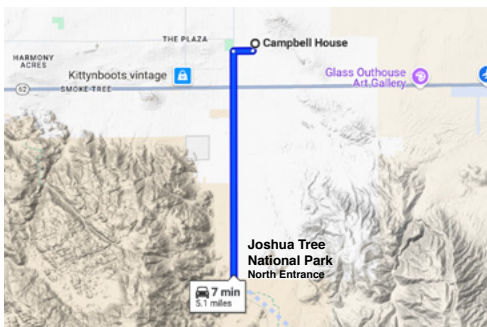 THE PLAZA
Campbell House
HARMONY
ACRES
Kittynboots vintage
Glass Outhouse
Art Gallery
62
SMOKE TREE
Joshua Tree
National Park
North Entrance
7 min
5.1 miles